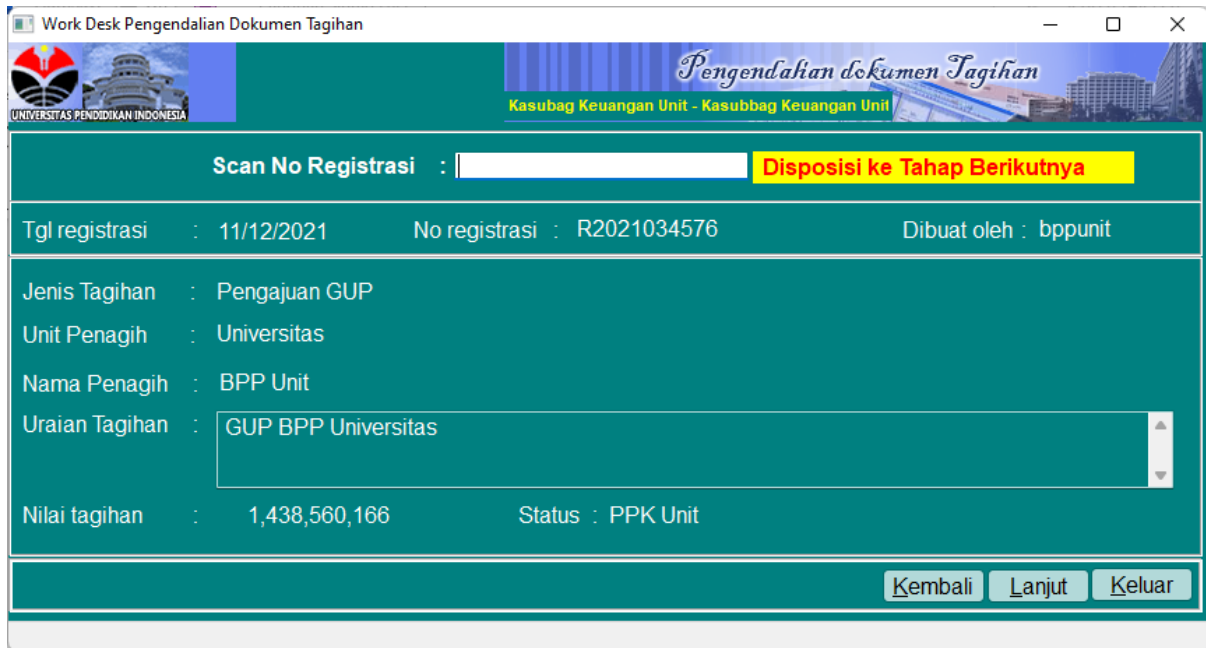 Work Desk Pengendalian Dokumen Tagihan
UNIVERSITAS PENDIDIKAN INDONESIA
Pengendalian dokumen Tagihan
Kasubag Keuangan Unit - Kasubbag Keuangan Unit
Scan No Registrasi : Disposisi ke Tahap Berikutnya
Tgl registrasi : 11/12/2021 No registrasi : R2021034576 Dibuat oleh : bppunit
Jenis Tagihan : Pengajuan GUP
Unit Penagih : Universitas
Nama Penagih : BPP Unit
Uraian Tagihan : GUP BPP Universitas
Nilai tagihan : 1,438,560,166 Status : PPK Unit
Kembali Lanjut Keluar